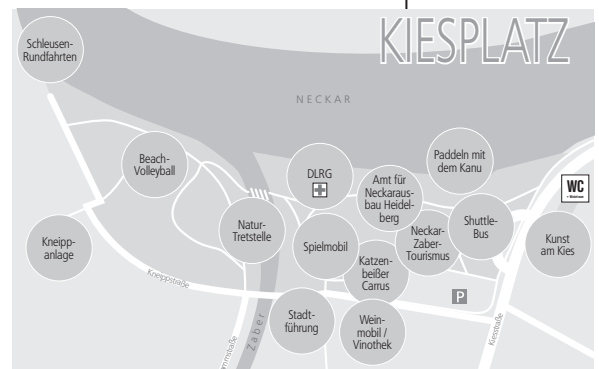 KIESPLATZ
Schleusen-
Rundfahrten
NECKAR
Beach-
Volleyball
DLRG
Amt für
Neckaraus-
bau Heidel-
berg
Paddeln mit
dem Kanu
WC
Kneipp-
anlage
Natur-
Tretstelle
Spielmobil
Neckar-
Zaber-
Tourismus
Shuttle-
Bus
Kunst
am Kies
Katzen-
beißer
Carrus
Kneippstraße
P
Stadt-
führung
Wein-
mobil /
Vinothek
Zaber
Kiesstraße